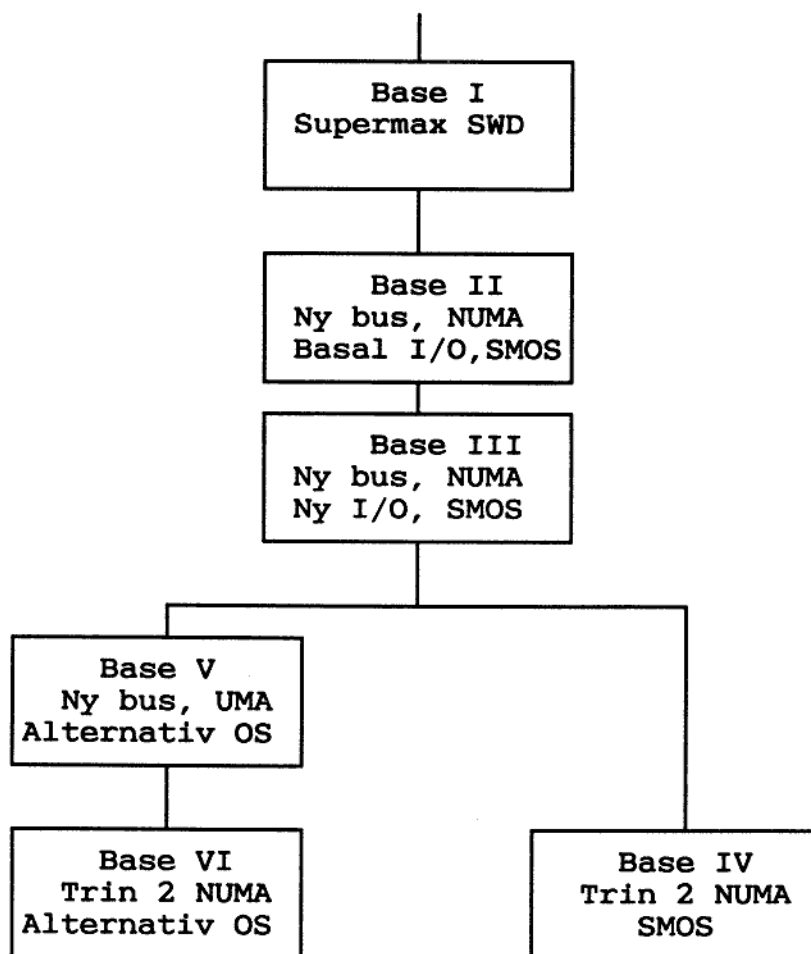 Base I
Supermax SWD
Base II
Ny bus, NUMA
Basal I/O,SMOS
Base III
Ny bus, NUMA
Ny I/O, SMOS
Base V
Ny bus, UMA
Alternativ OS
Base VI
Trin 2 NUMA
Alternativ OS
Base IV
Trin 2 NUMA
SMOS